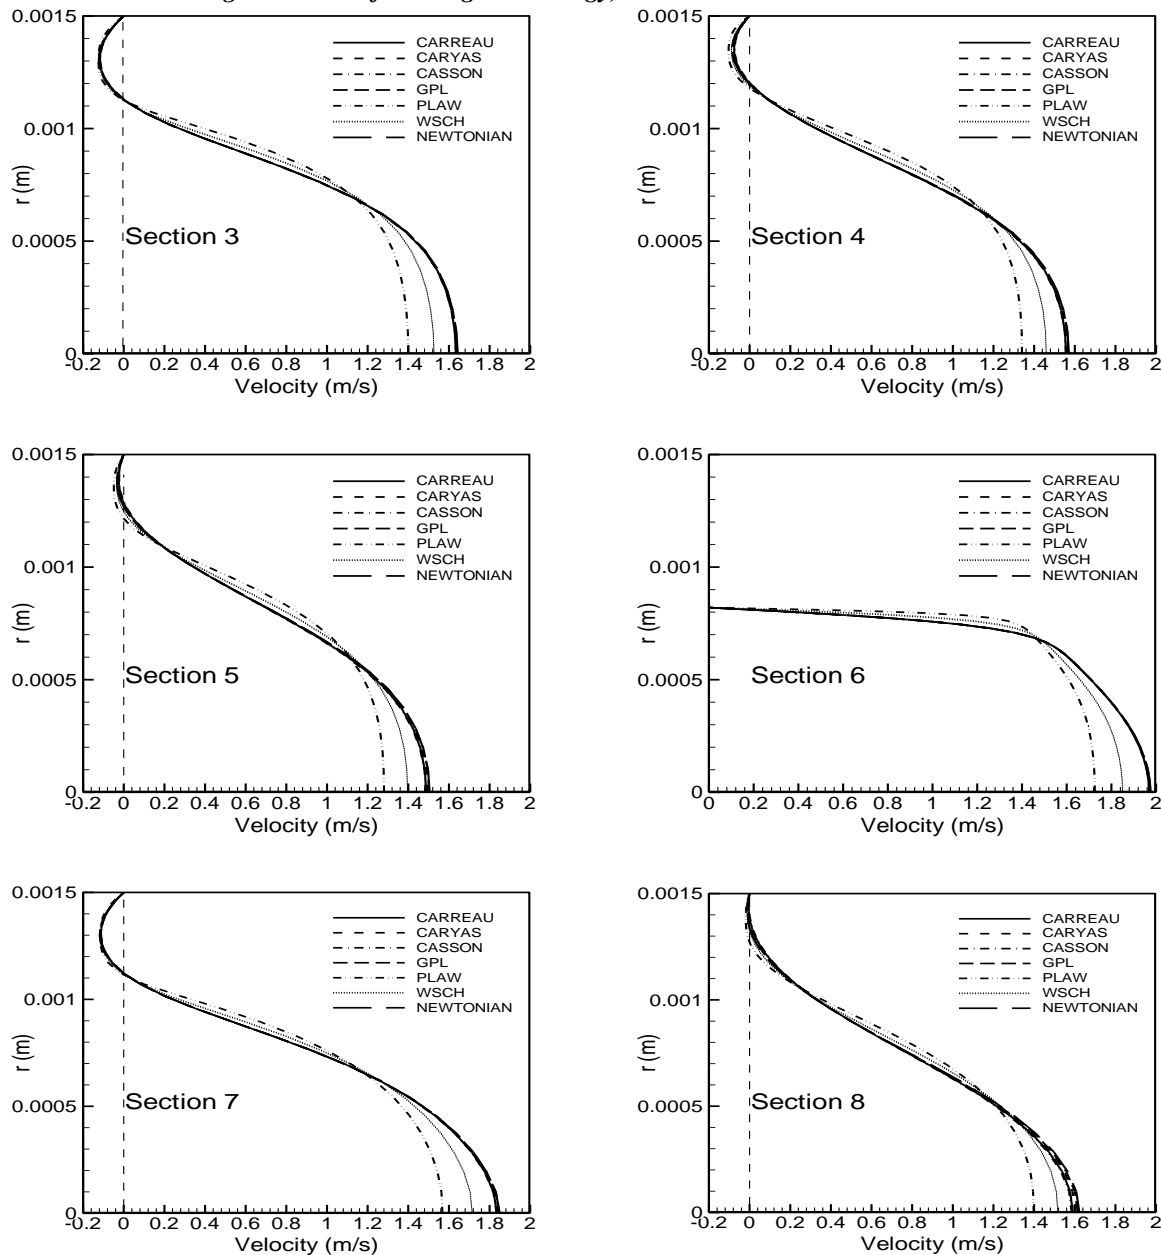 0.0015
CARREAU
CARYAS
CASSON
GPL
PLAW
WSCH
NEWTONIAN
0.001
r (m)
0.0005
Section 3
0
-0.2 0 0.2 0.4 0.6 0.8 1 1.2 1.4 1.6 1.8 2
Velocity (m/s)
0.0015
CARREAU
CARYAS
CASSON
GPL
PLAW
WSCH
NEWTONIAN
0.001
r (m)
0.0005
Section 4
0
-0.2 0 0.2 0.4 0.6 0.8 1 1.2 1.4 1.6 1.8 2
Velocity (m/s)
0.0015
CARREAU
CARYAS
CASSON
GPL
PLAW
WSCH
NEWTONIAN
0.001
r (m)
0.0005
Section 5
0
-0.2 0 0.2 0.4 0.6 0.8 1 1.2 1.4 1.6 1.8 2
Velocity (m/s)
0.0015
CARREAU
CARYAS
CASSON
GPL
PLAW
WSCH
NEWTONIAN
0.001
r (m)
0.0005
Section 6
0
0 0.2 0.4 0.6 0.8 1 1.2 1.4 1.6 1.8 2
Velocity (m/s)
0.0015
CARREAU
CARYAS
CASSON
GPL
PLAW
WSCH
NEWTONIAN
0.001
r (m)
0.0005
Section 7
0
-0.2 0 0.2 0.4 0.6 0.8 1 1.2 1.4 1.6 1.8 2
Velocity (m/s)
0.0015
CARREAU
CARYAS
CASSON
GPL
PLAW
WSCH
NEWTONIAN
0.001
r (m)
0.0005
Section 8
0
-0.2 0 0.2 0.4 0.6 0.8 1 1.2 1.4 1.6 1.8 2
Velocity (m/s)